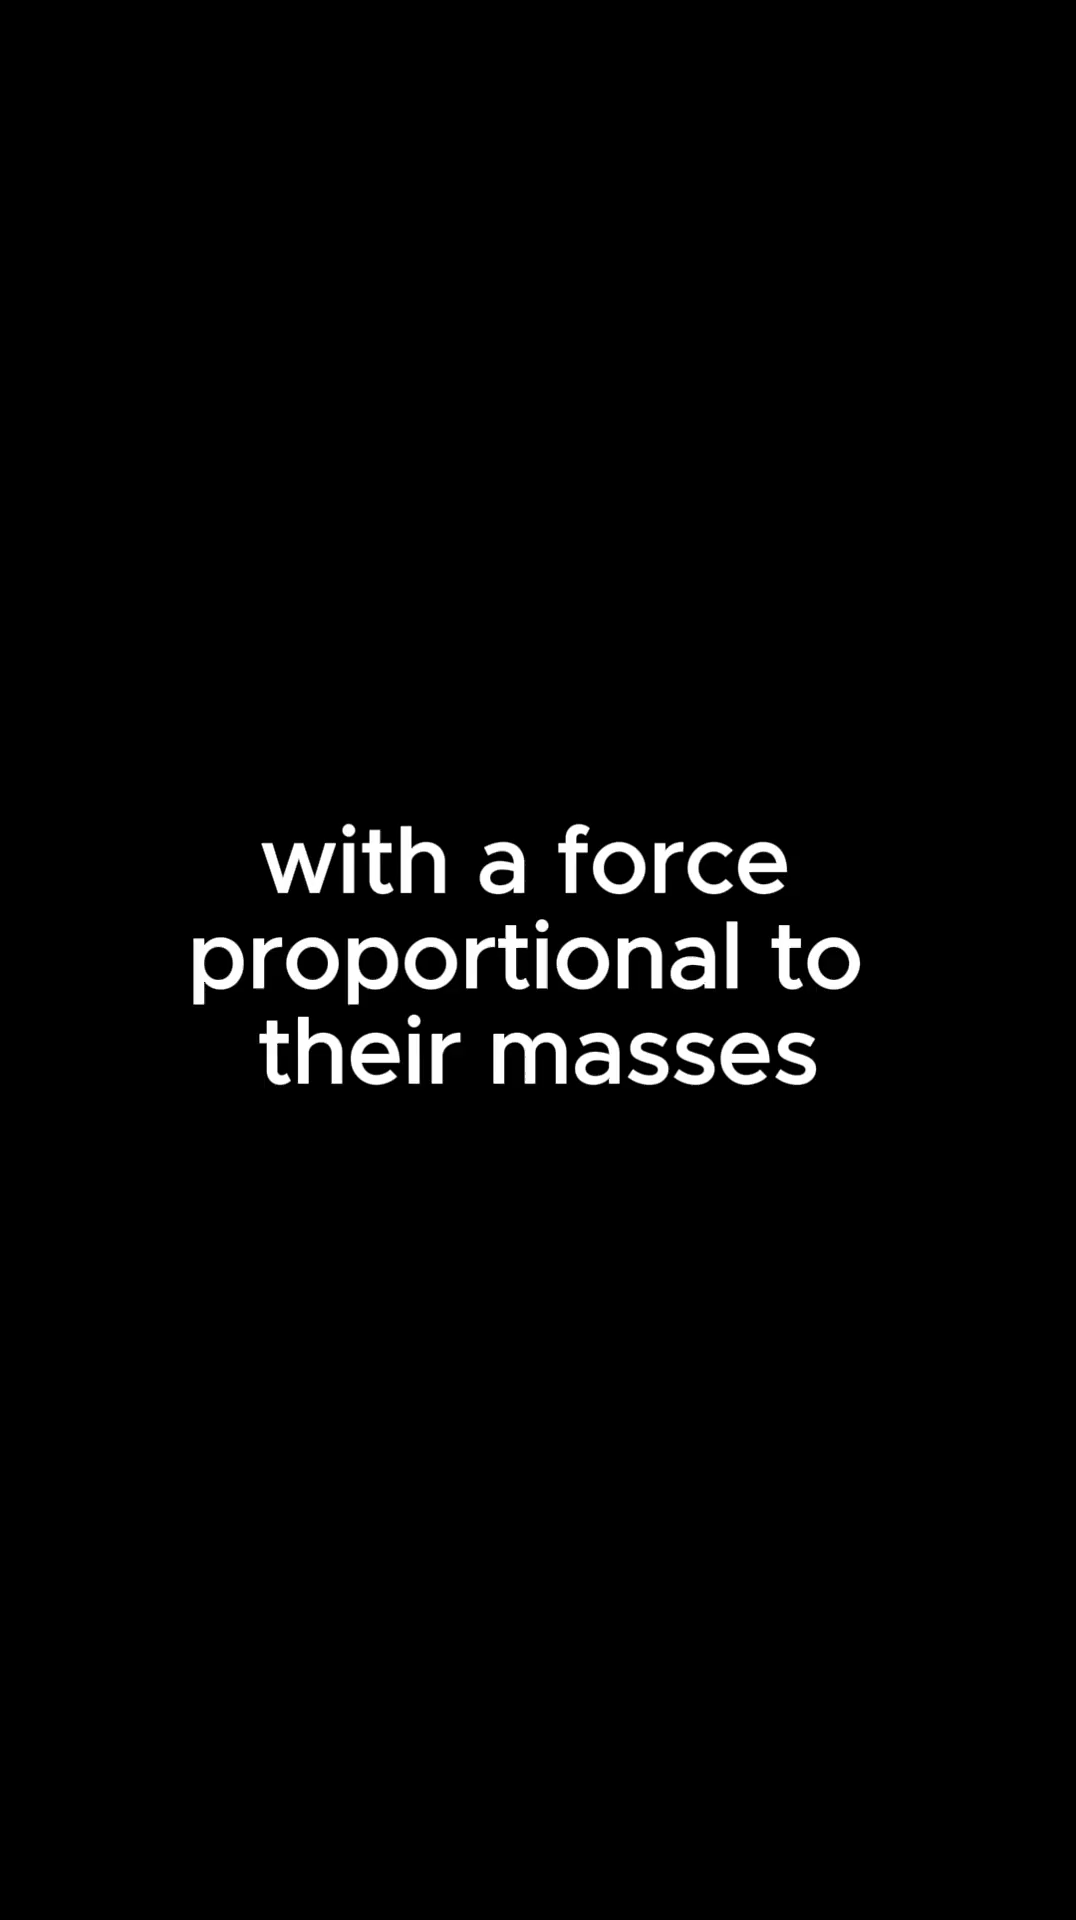 with a force
proportional to
their masses